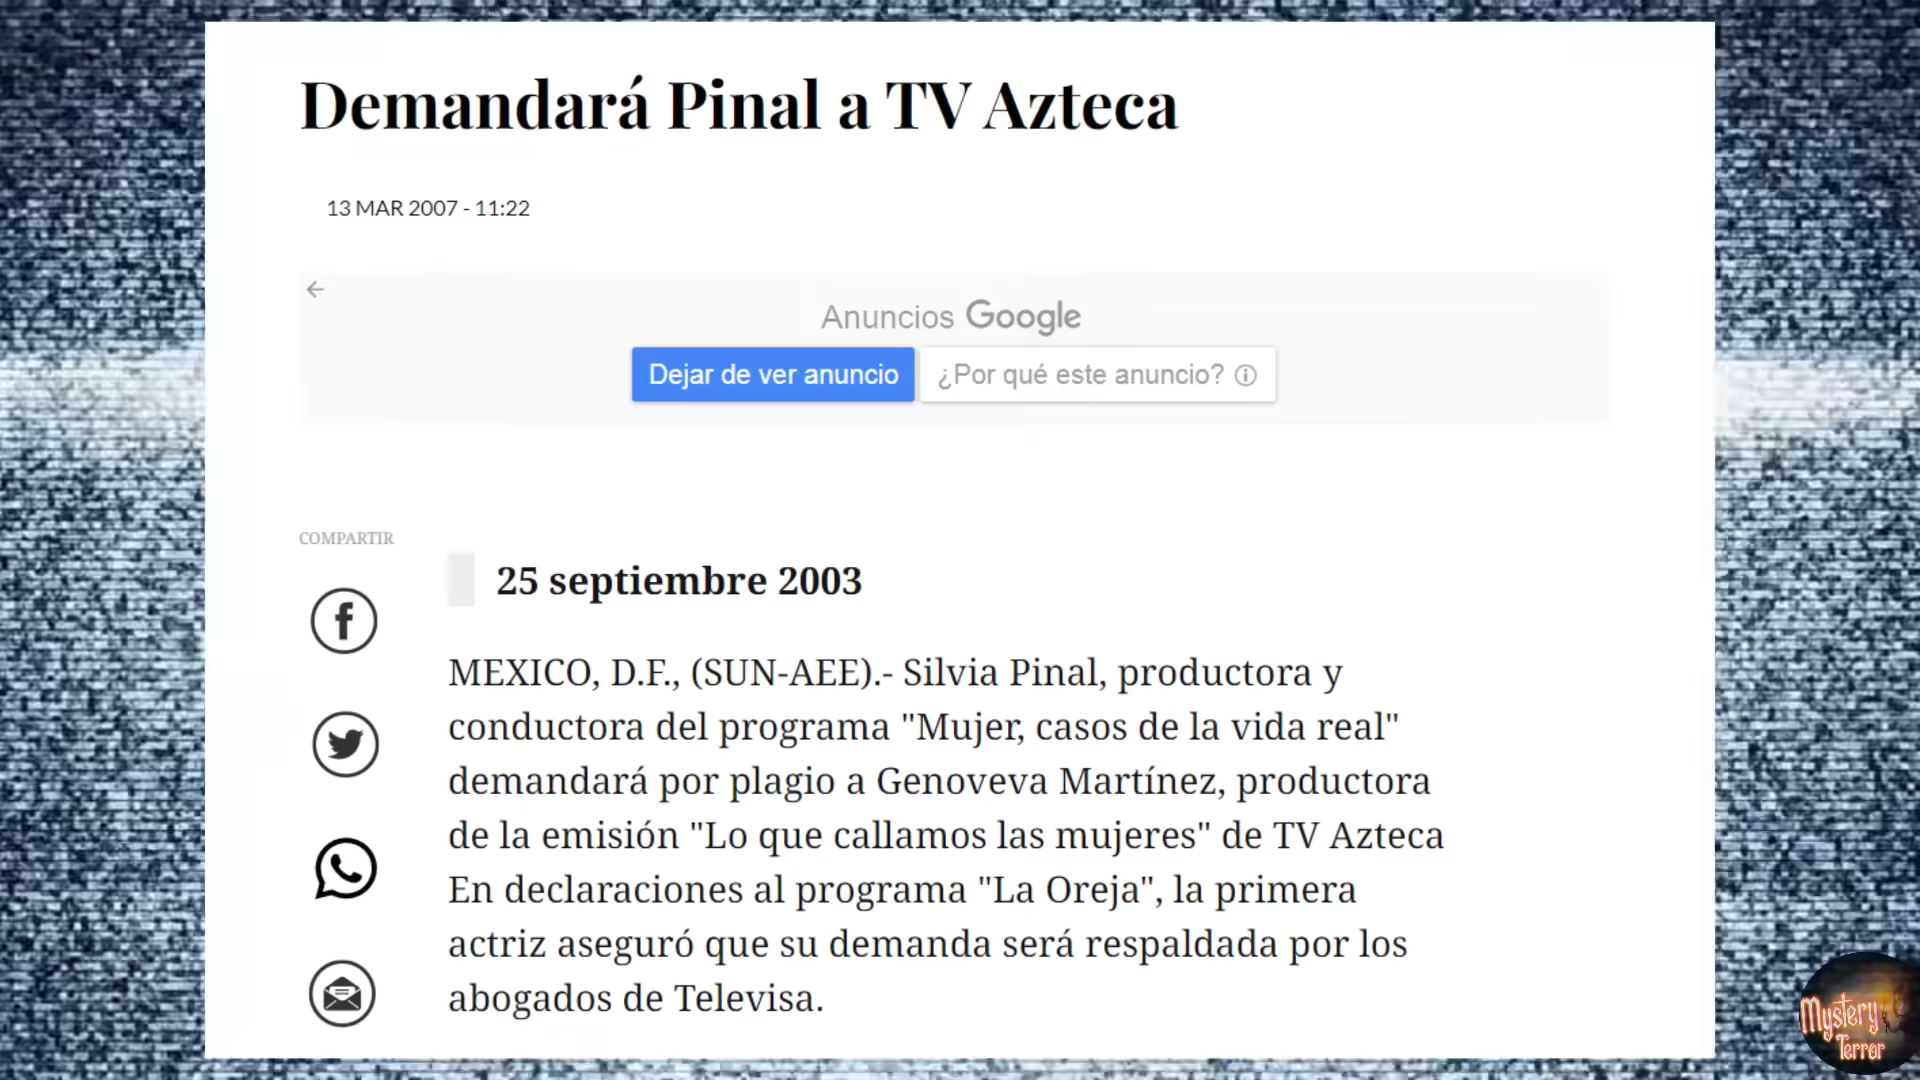 Demandará Pinal a TV Azteca
13 MAR 2007 - 11:22
Anuncios Google
Dejar de ver anuncio
¿Por qué este anuncio?
COMPARTIR
25 septiembre 2003
MEXICO, D.F., (SUN-AEE).- Silvia Pinal, productora y
conductora del programa "Mujer, casos de la vida real"
demandará por plagio a Genoveva Martínez, productora
de la emisión "Lo que callamos las mujeres" de TV Azteca
En declaraciones al programa "La Oreja", la primera
actriz aseguró que su demanda será respaldada por los
abogados de Televisa.
Mystery
Terror